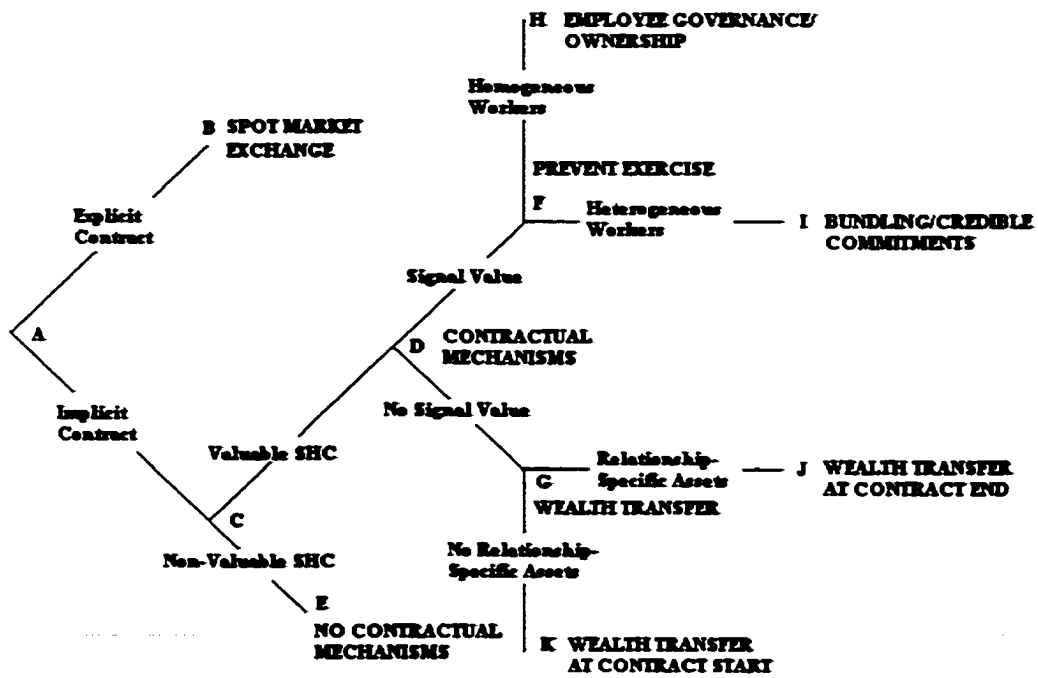 H EMPLOYEE GOVERNANCE/
OWNERSHIP
Homogeneous
Workers
B SPOT MARKET
EXCHANGE
PREVENT EXERCISE
F
Heterogeneous
Workers
I BUNDLING/CREDIBLE
COMMITMENTS
Explicit
Contract
Signal Value
A
D CONTRACTUAL
MECHANISMS
Implicit
Contract
No Signal Value
Valuable SHC
Relationship-
Specific Assets
J WEALTH TRANSFER
AT CONTRACT END
G
WEALTH TRANSFER
C
Non-Valuable SHC
No Relationship-
Specific Assets
E
NO CONTRACTUAL
MECHANISMS
K WEALTH TRANSFER
AT CONTRACT START